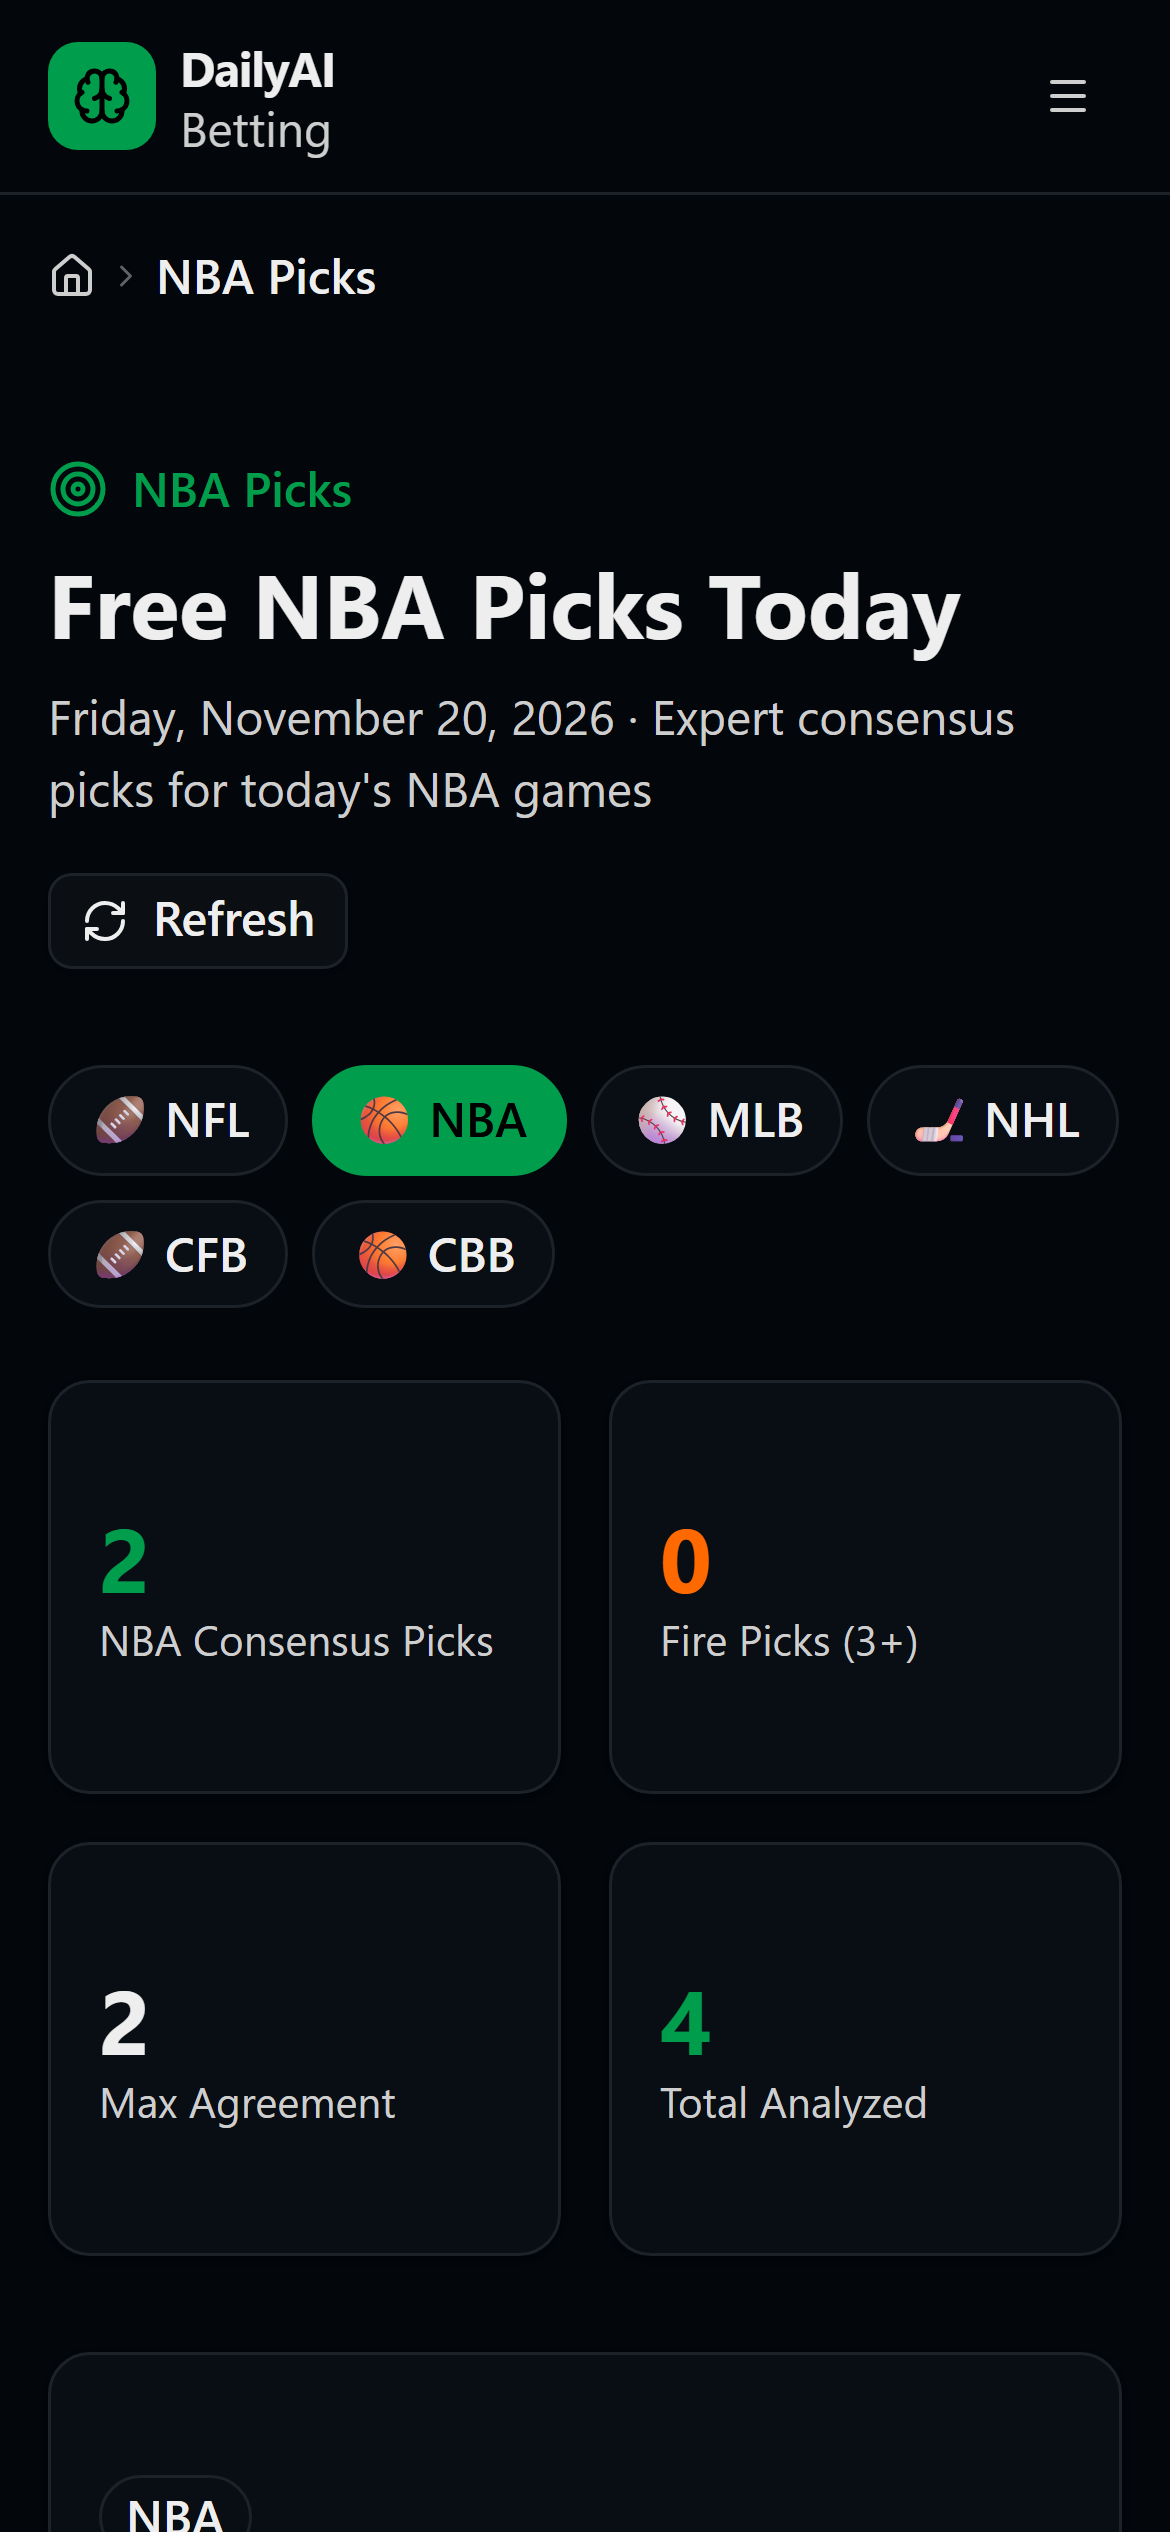 DailyAI
Betting
NBA Picks
NBA Picks
Free NBA Picks Today
Friday, November 20, 2026 · Expert consensus
picks for today's NBA games
Refresh
NFL
NBA
MLB
NHL
CFB
CBB
2
NBA Consensus Picks
0
Fire Picks (3+)
2
Max Agreement
4
Total Analyzed
NBA